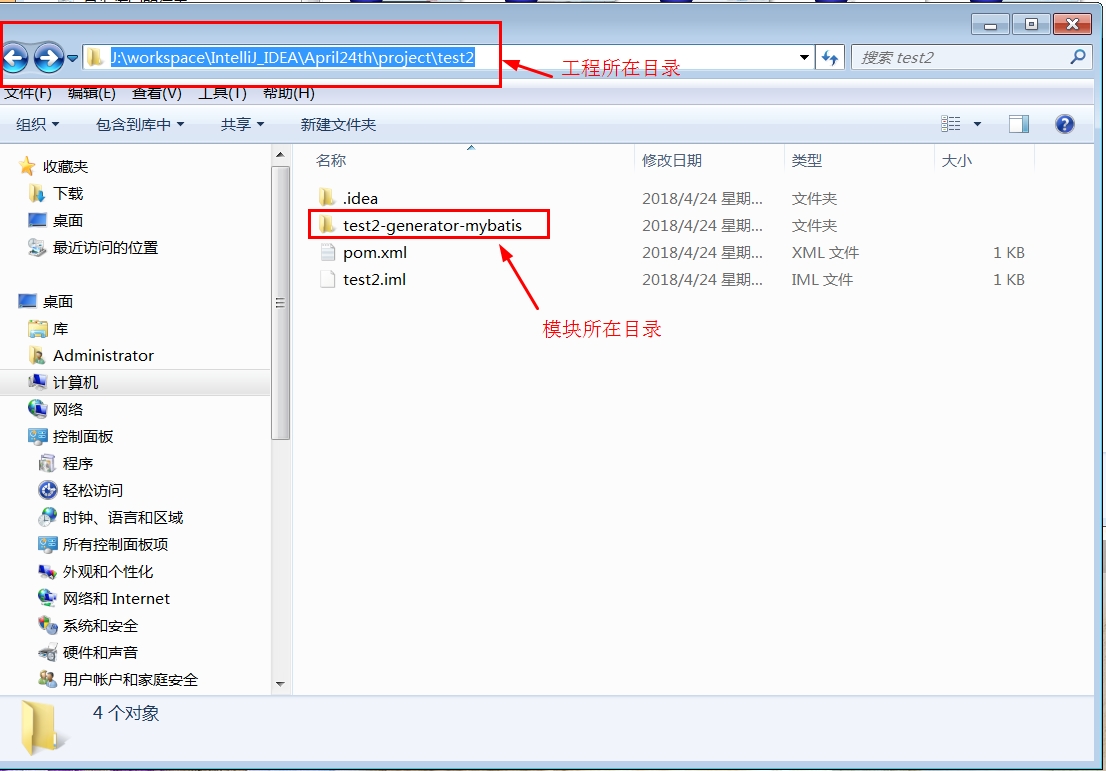 J:\workspace\IntelliJ_IDEA\April24th\project\test2
搜索 test2
工程所在目录
文件(F) 编辑(E) 查看(V) 工具(T) 帮助(H)
组织 包含到库中 共享 新建文件夹
名称 修改日期 类型 大小
.idea 2018/4/24 星期... 文件夹
test2-generator-mybatis 2018/4/24 星期... 文件夹
pom.xml 2018/4/24 星期... XML 文件 1 KB
test2.iml 2018/4/24 星期... IML 文件 1 KB
模块所在目录
收藏夹
下载
桌面
最近访问的位置
桌面
库
Administrator
计算机
网络
控制面板
程序
轻松访问
时钟、语言和区域
所有控制面板项
外观和个性化
网络和 Internet
系统和安全
硬件和声音
用户帐户和家庭安全
4 个对象